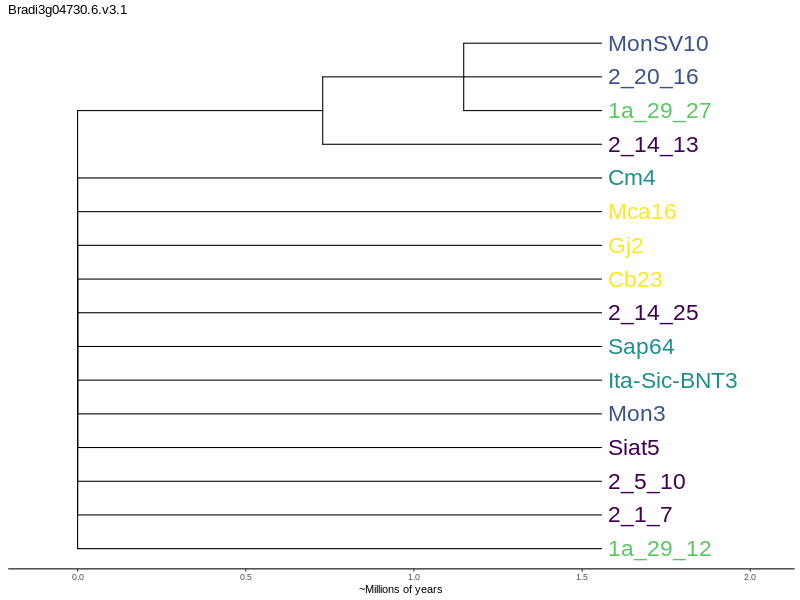 Bradi3g04730.6.v3.1
MonSV10
2_20_16
1a_29_27
2_14_13
Cm4
Mca16
Gj2
Cb23
2_14_25
Sap64
Ita-Sic-BNT3
Mon3
Siat5
2_5_10
2_1_7
1a_29_12
0.0 0.5 1.0 1.5 2.0
~Millions of years